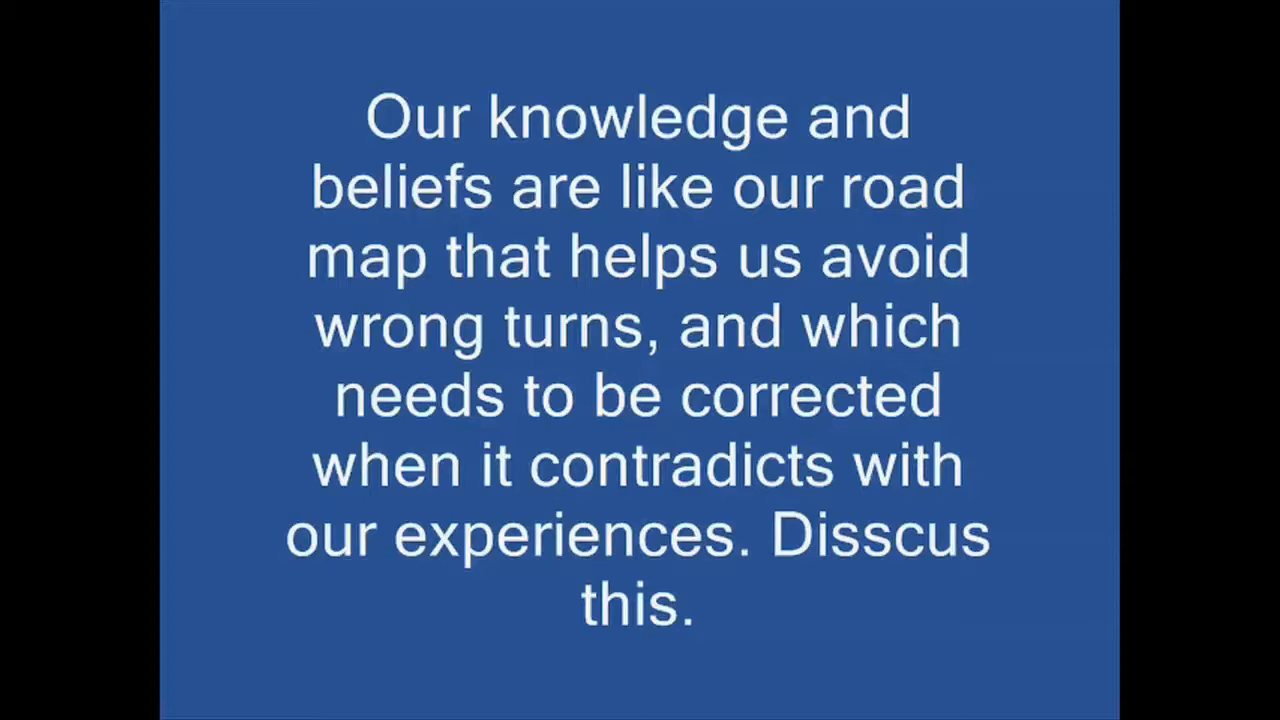 Our knowledge and
beliefs are like our road
map that helps us avoid
wrong turns, and which
needs to be corrected
when it contradicts with
our experiences. Disscus
this.